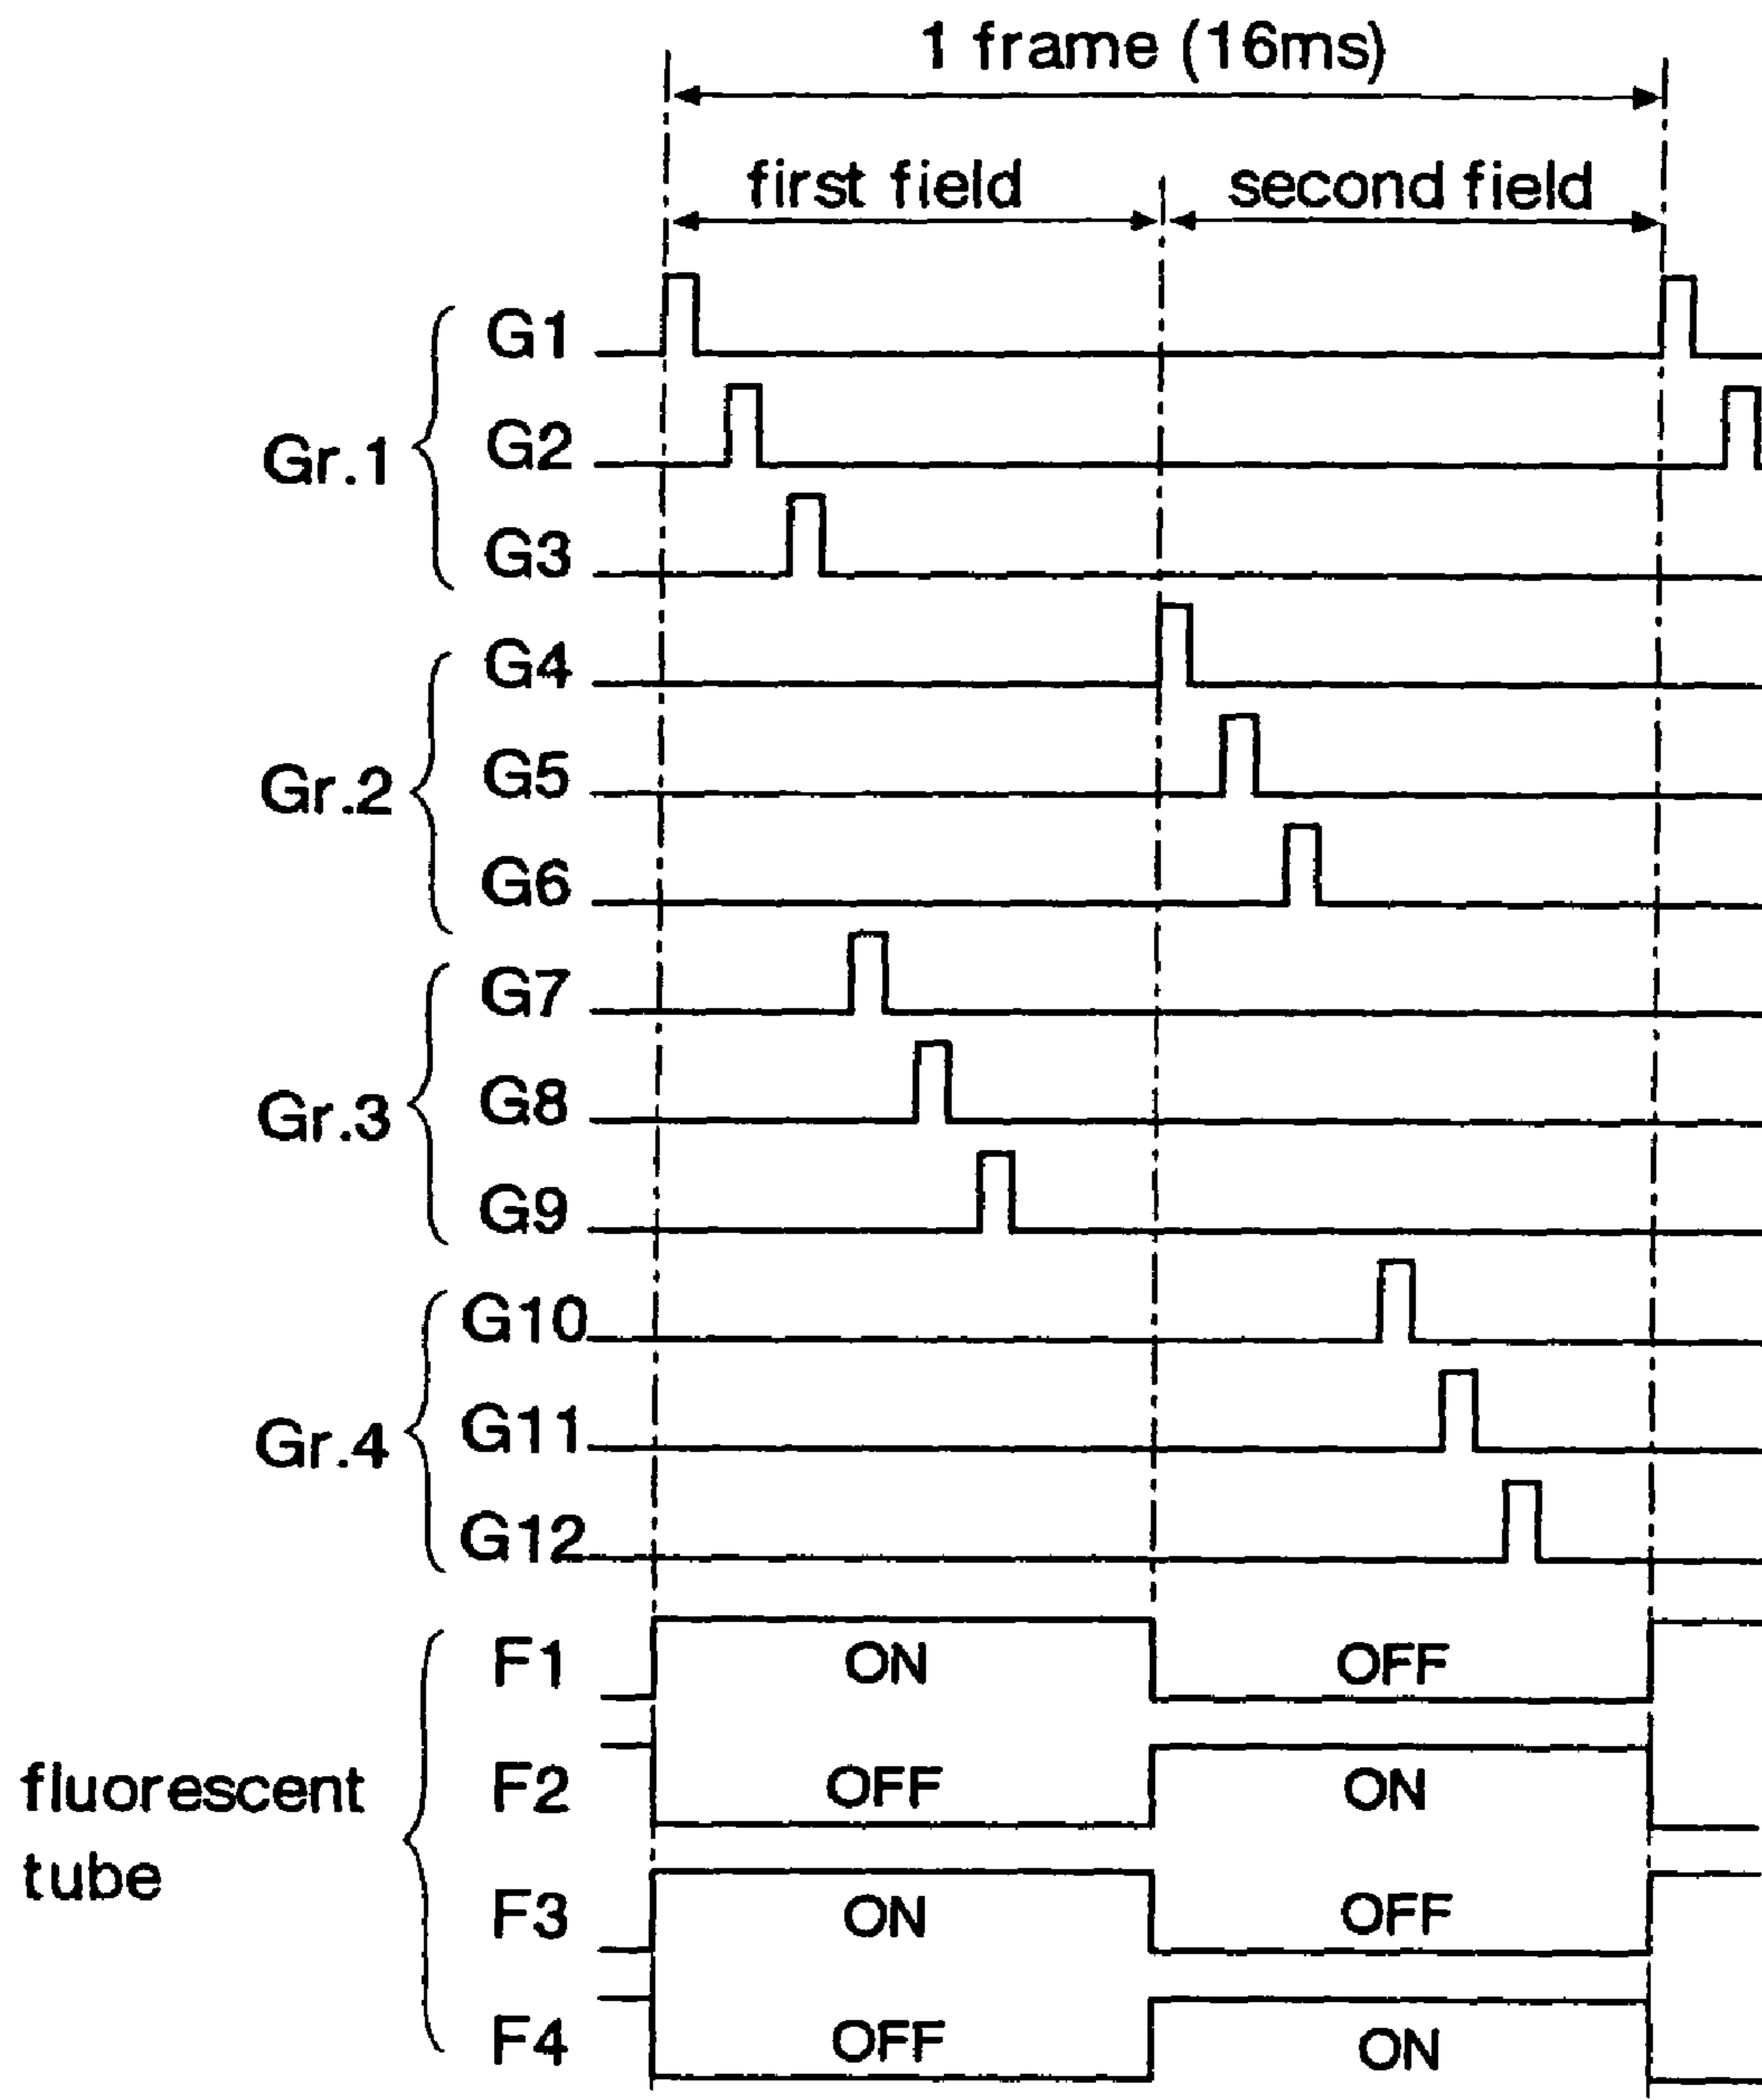 1 frame (16ms)
first field
second field
Gr.1
G1
G2
G3
Gr.2
G4
G5
G6
Gr.3
G7
G8
G9
Gr.4
G10
G11
G12
fluorescent
tube
F1
ON
OFF
F2
OFF
ON
F3
ON
OFF
F4
OFF
ON